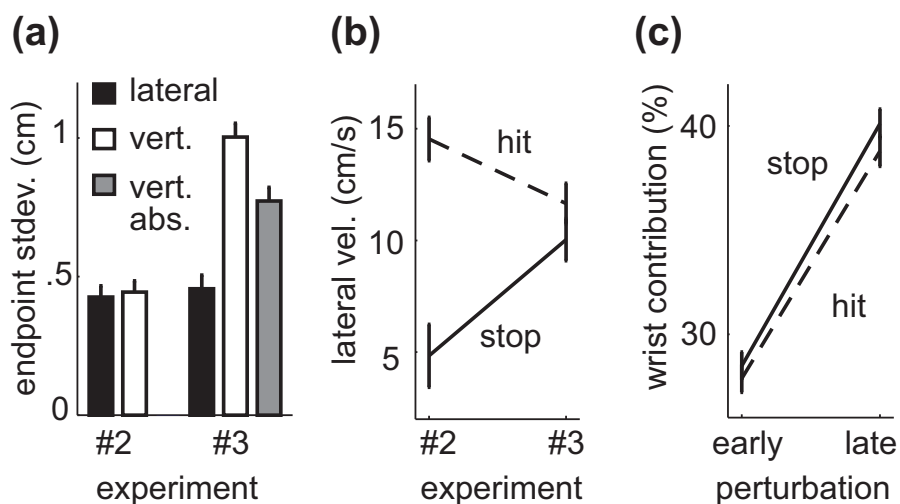 (a)
endpoint stdev. (cm)
1
.5
0
lateral
vert.
vert.
abs.
#2
#3
experiment
(b)
lateral vel. (cm/s)
15
10
5
hit
stop
#2
#3
experiment
(c)
wrist contribution (%)
40
30
stop
hit
early
late
perturbation